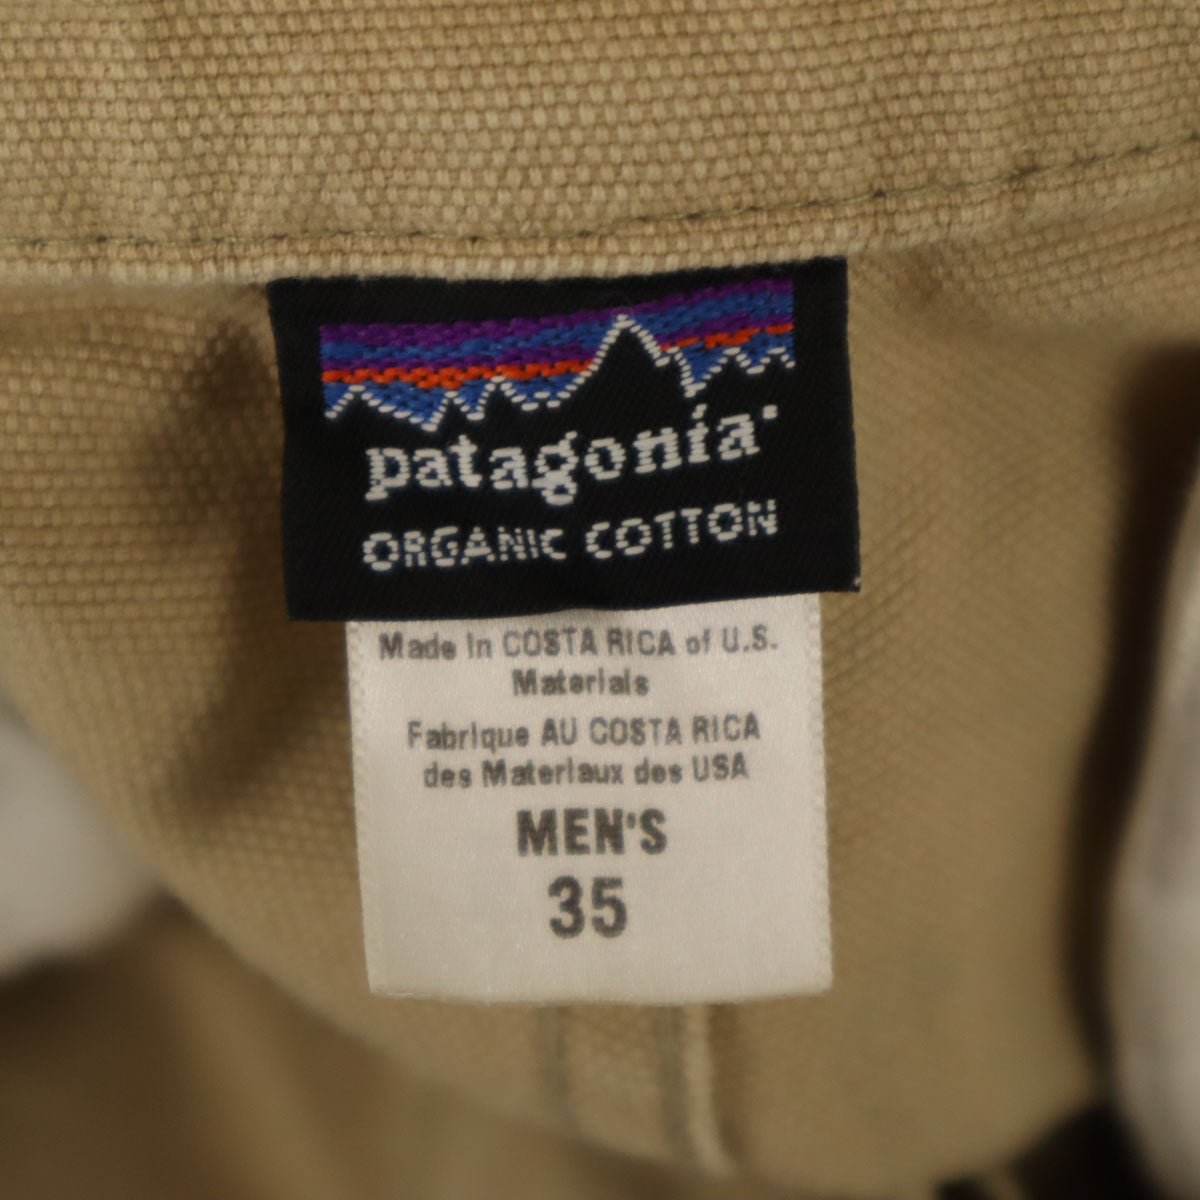 patagonia
ORGANIC COTTON
Made in COSTA RICA of U.S.
Materials
Fabrique AU COSTA RICA
des Materiaux des USA
MEN'S
35